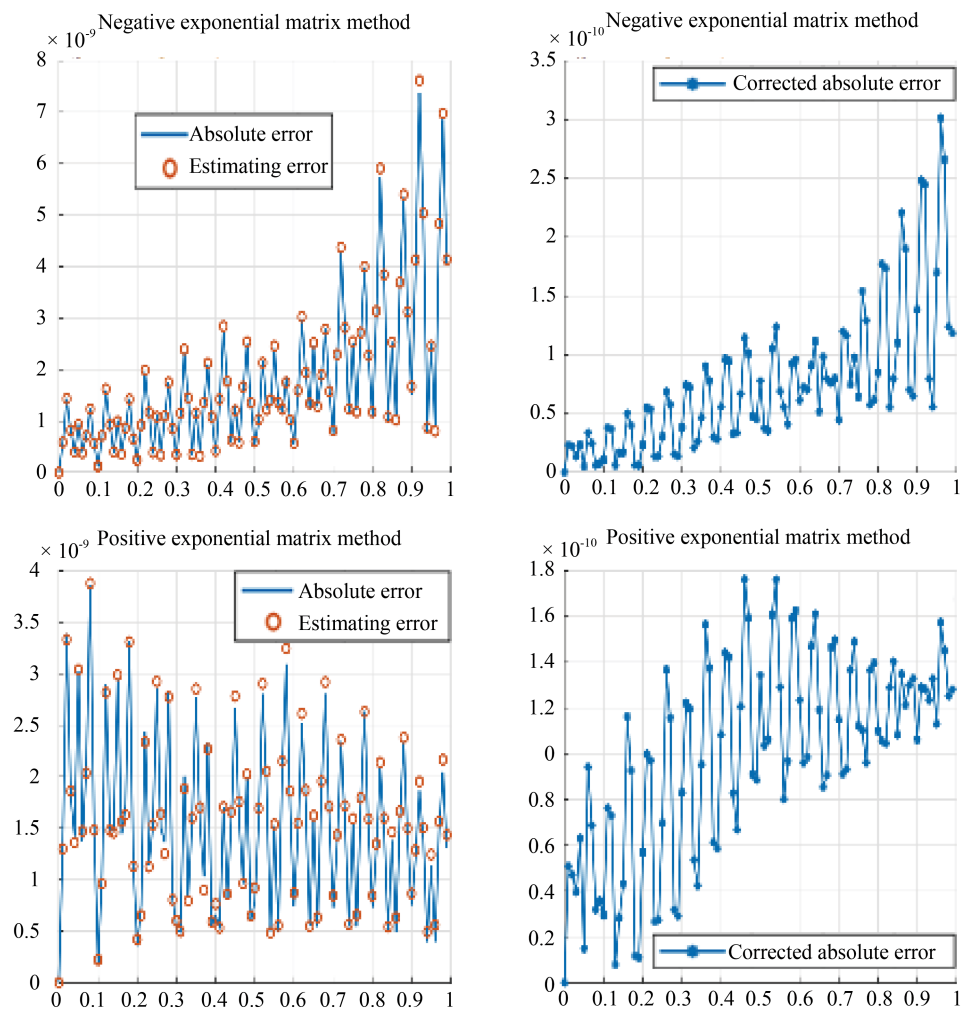 Negative exponential matrix method
× 10-9
8
7
6
5
4
3
2
1
0
Absolute error
Estimating error
0 0.1 0.2 0.3 0.4 0.5 0.6 0.7 0.8 0.9 1
Negative exponential matrix method
× 10-10
3.5
3
2.5
2
1.5
1
0.5
0
Corrected absolute error
0 0.1 0.2 0.3 0.4 0.5 0.6 0.7 0.8 0.9 1
Positive exponential matrix method
× 10-9
4
3.5
3
2.5
2
1.5
1
0.5
0
Absolute error
Estimating error
0 0.1 0.2 0.3 0.4 0.5 0.6 0.7 0.8 0.9 1
Positive exponential matrix method
× 10-10
1.8
1.6
1.4
1.2
0
0.8
0.6
0.4
0.2
0
Corrected absolute error
0 0.1 0.2 0.3 0.4 0.5 0.6 0.7 0.8 0.9 1